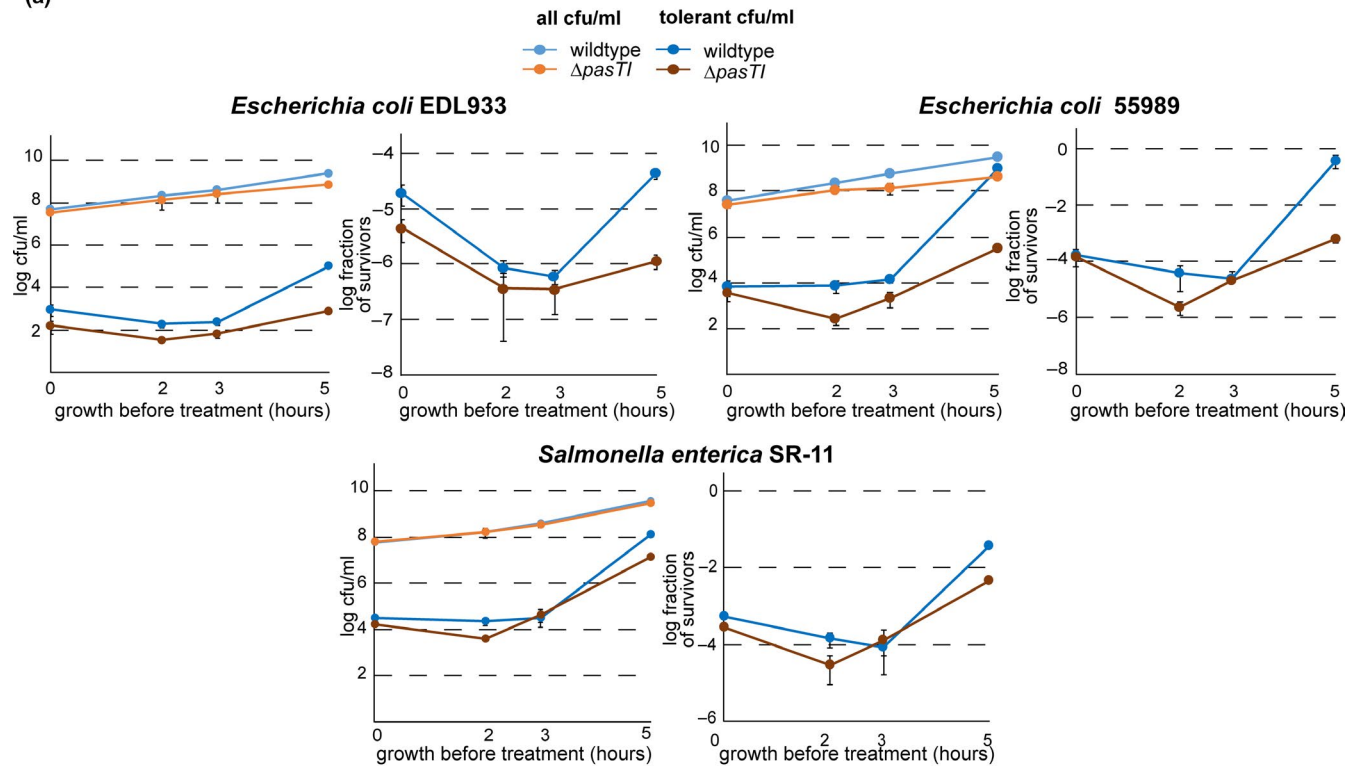 (a)
all cfu/ml tolerant cfu/ml
wildtype wildtype
ΔpasTI ΔpasTI
Escherichia coli EDL933
Escherichia coli 55989
log cfu/ml
10
8
6
4
2
0 2 3 5
growth before treatment (hours)
log fraction
of survivors
–4
–5
–6
–7
–8
0 2 3 5
growth before treatment (hours)
log cfu/ml
10
8
6
4
2
0 2 3 5
growth before treatment (hours)
log fraction
of survivors
0
–2
–4
–6
–8
0 2 3 5
growth before treatment (hours)
Salmonella enterica SR-11
log cfu/ml
10
8
6
4
2
0 2 3 5
growth before treatment (hours)
log fraction
of survivors
0
–2
–4
–6
0 2 3 5
growth before treatment (hours)